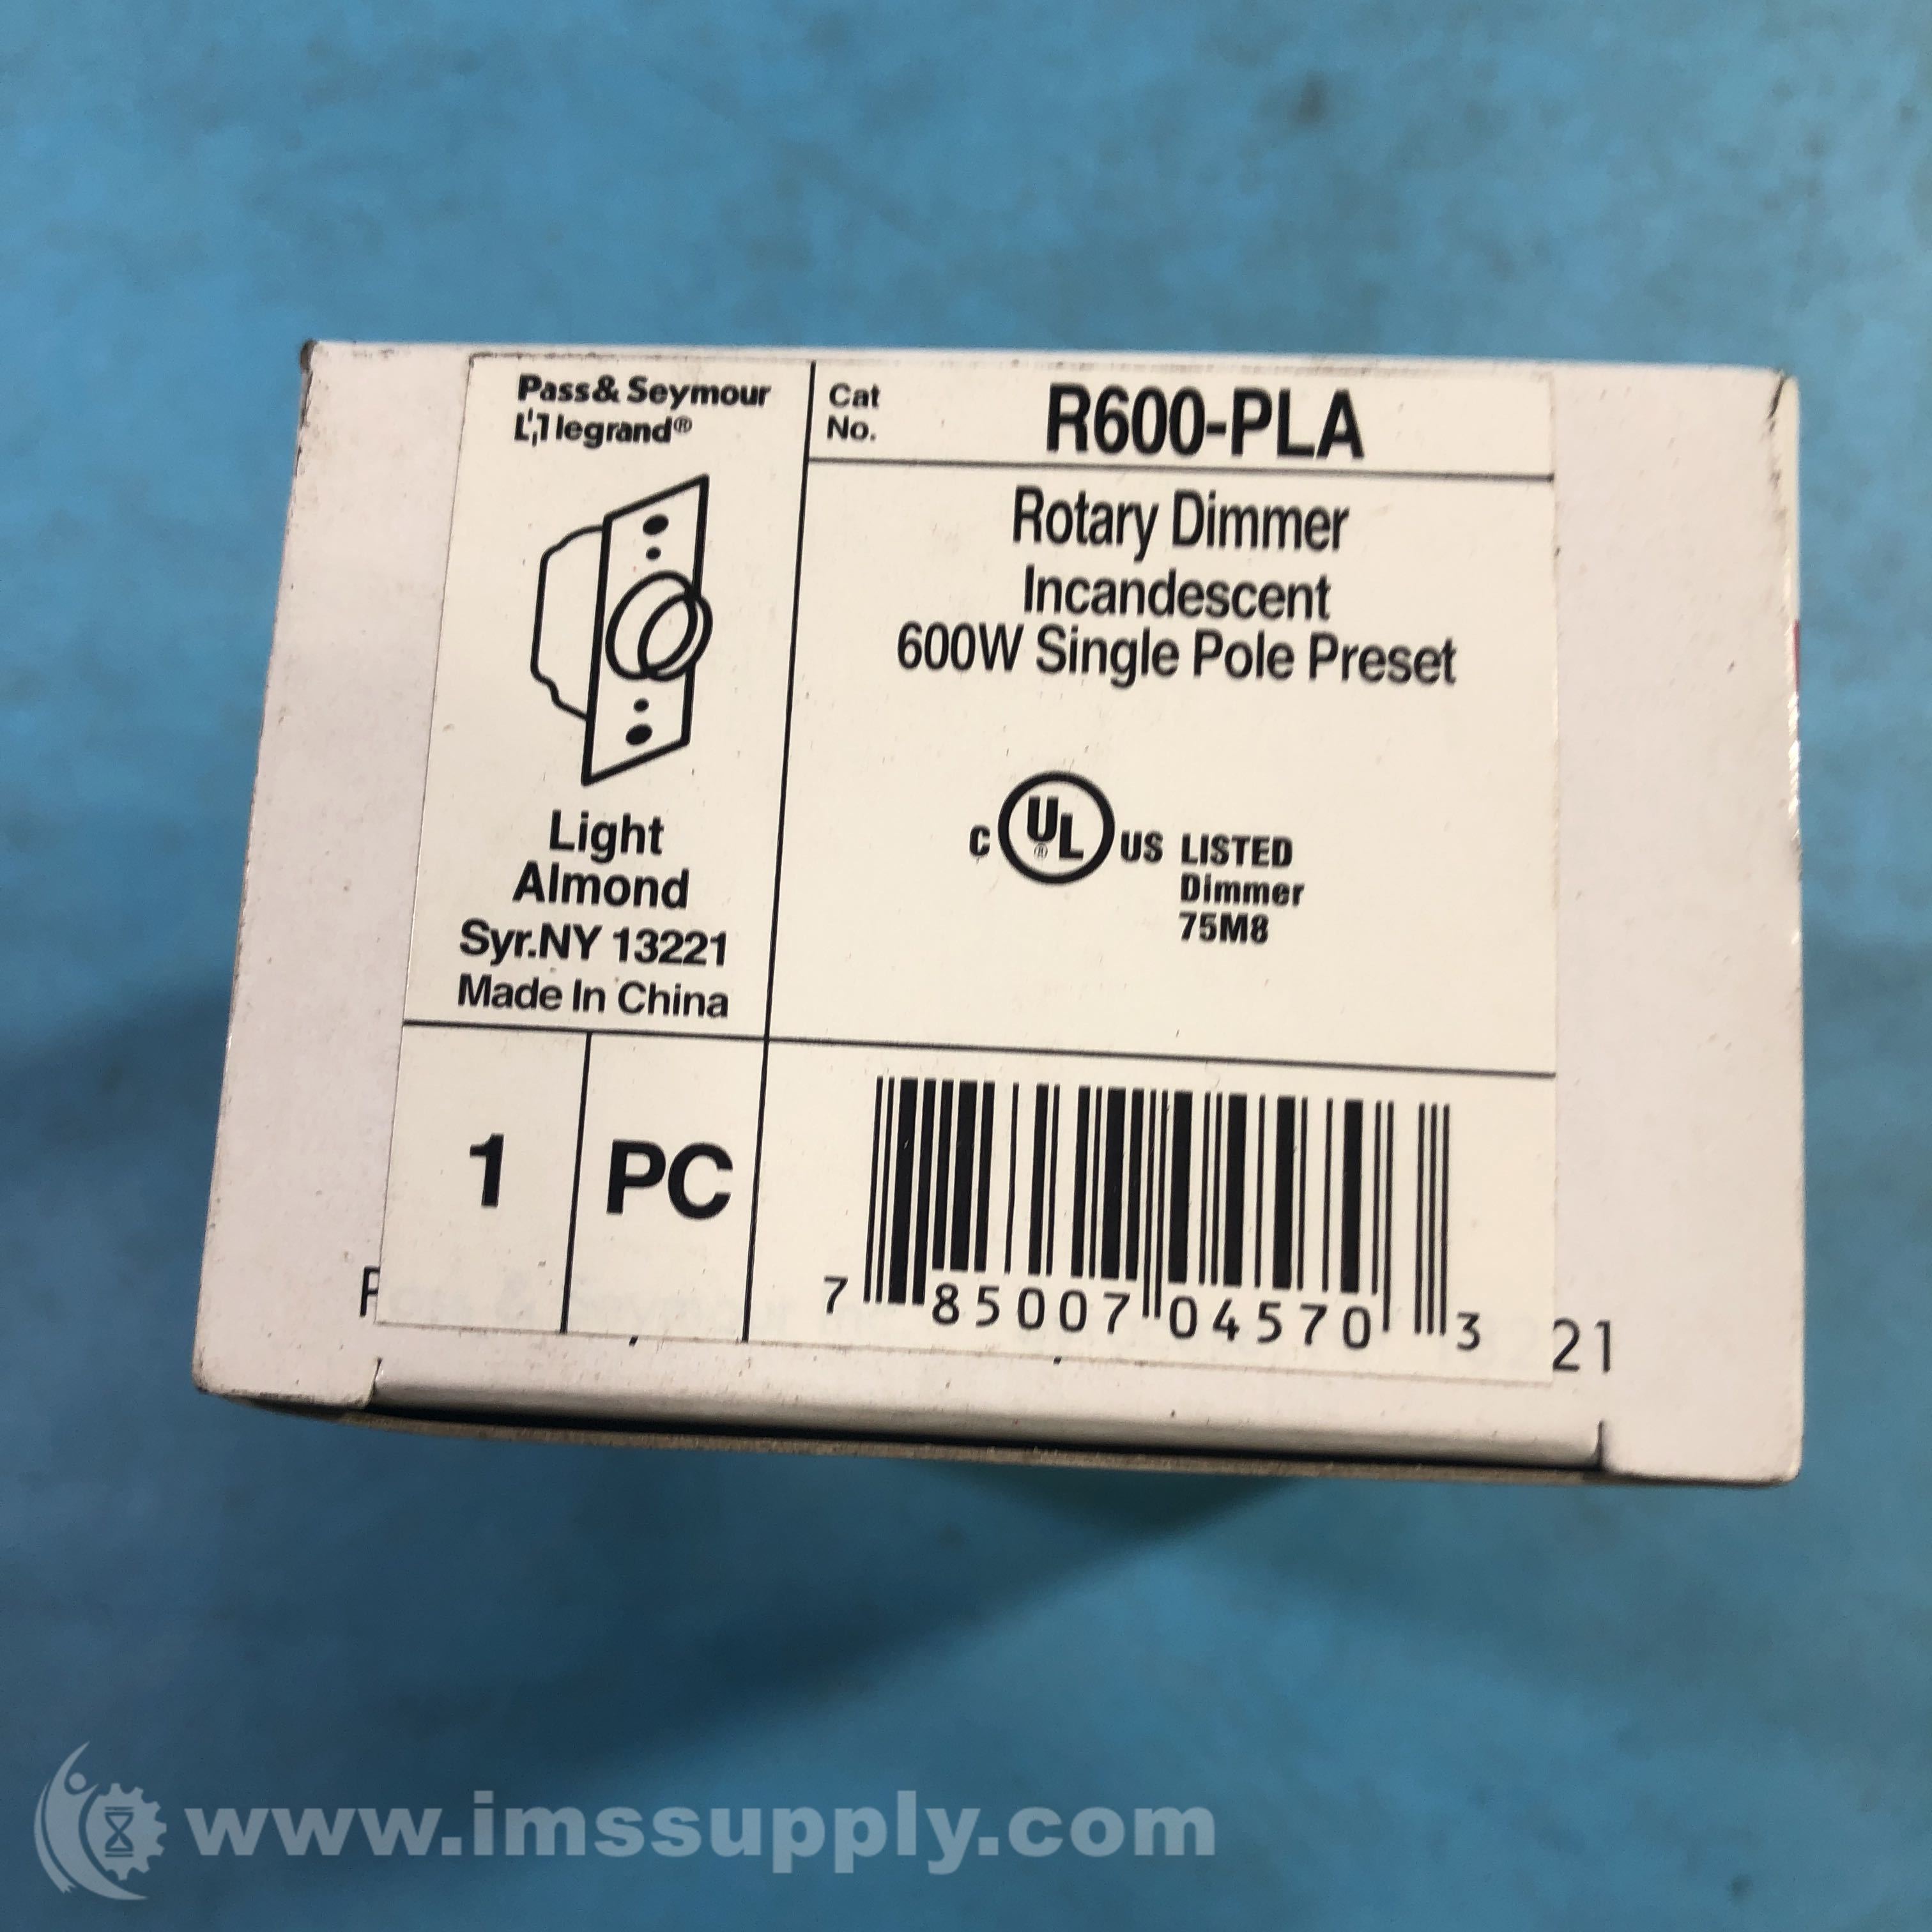 Pass&Seymour
legrand®
Cat
No.
R600-PLA
Rotary Dimmer
Incandescent
600W Single Pole Preset
C UL® US LISTED
Dimmer
75M8
Light
Almond
Syr.NY 13221
Made In China
1
PC
7 85007 04570 3
21
www.imssupply.com